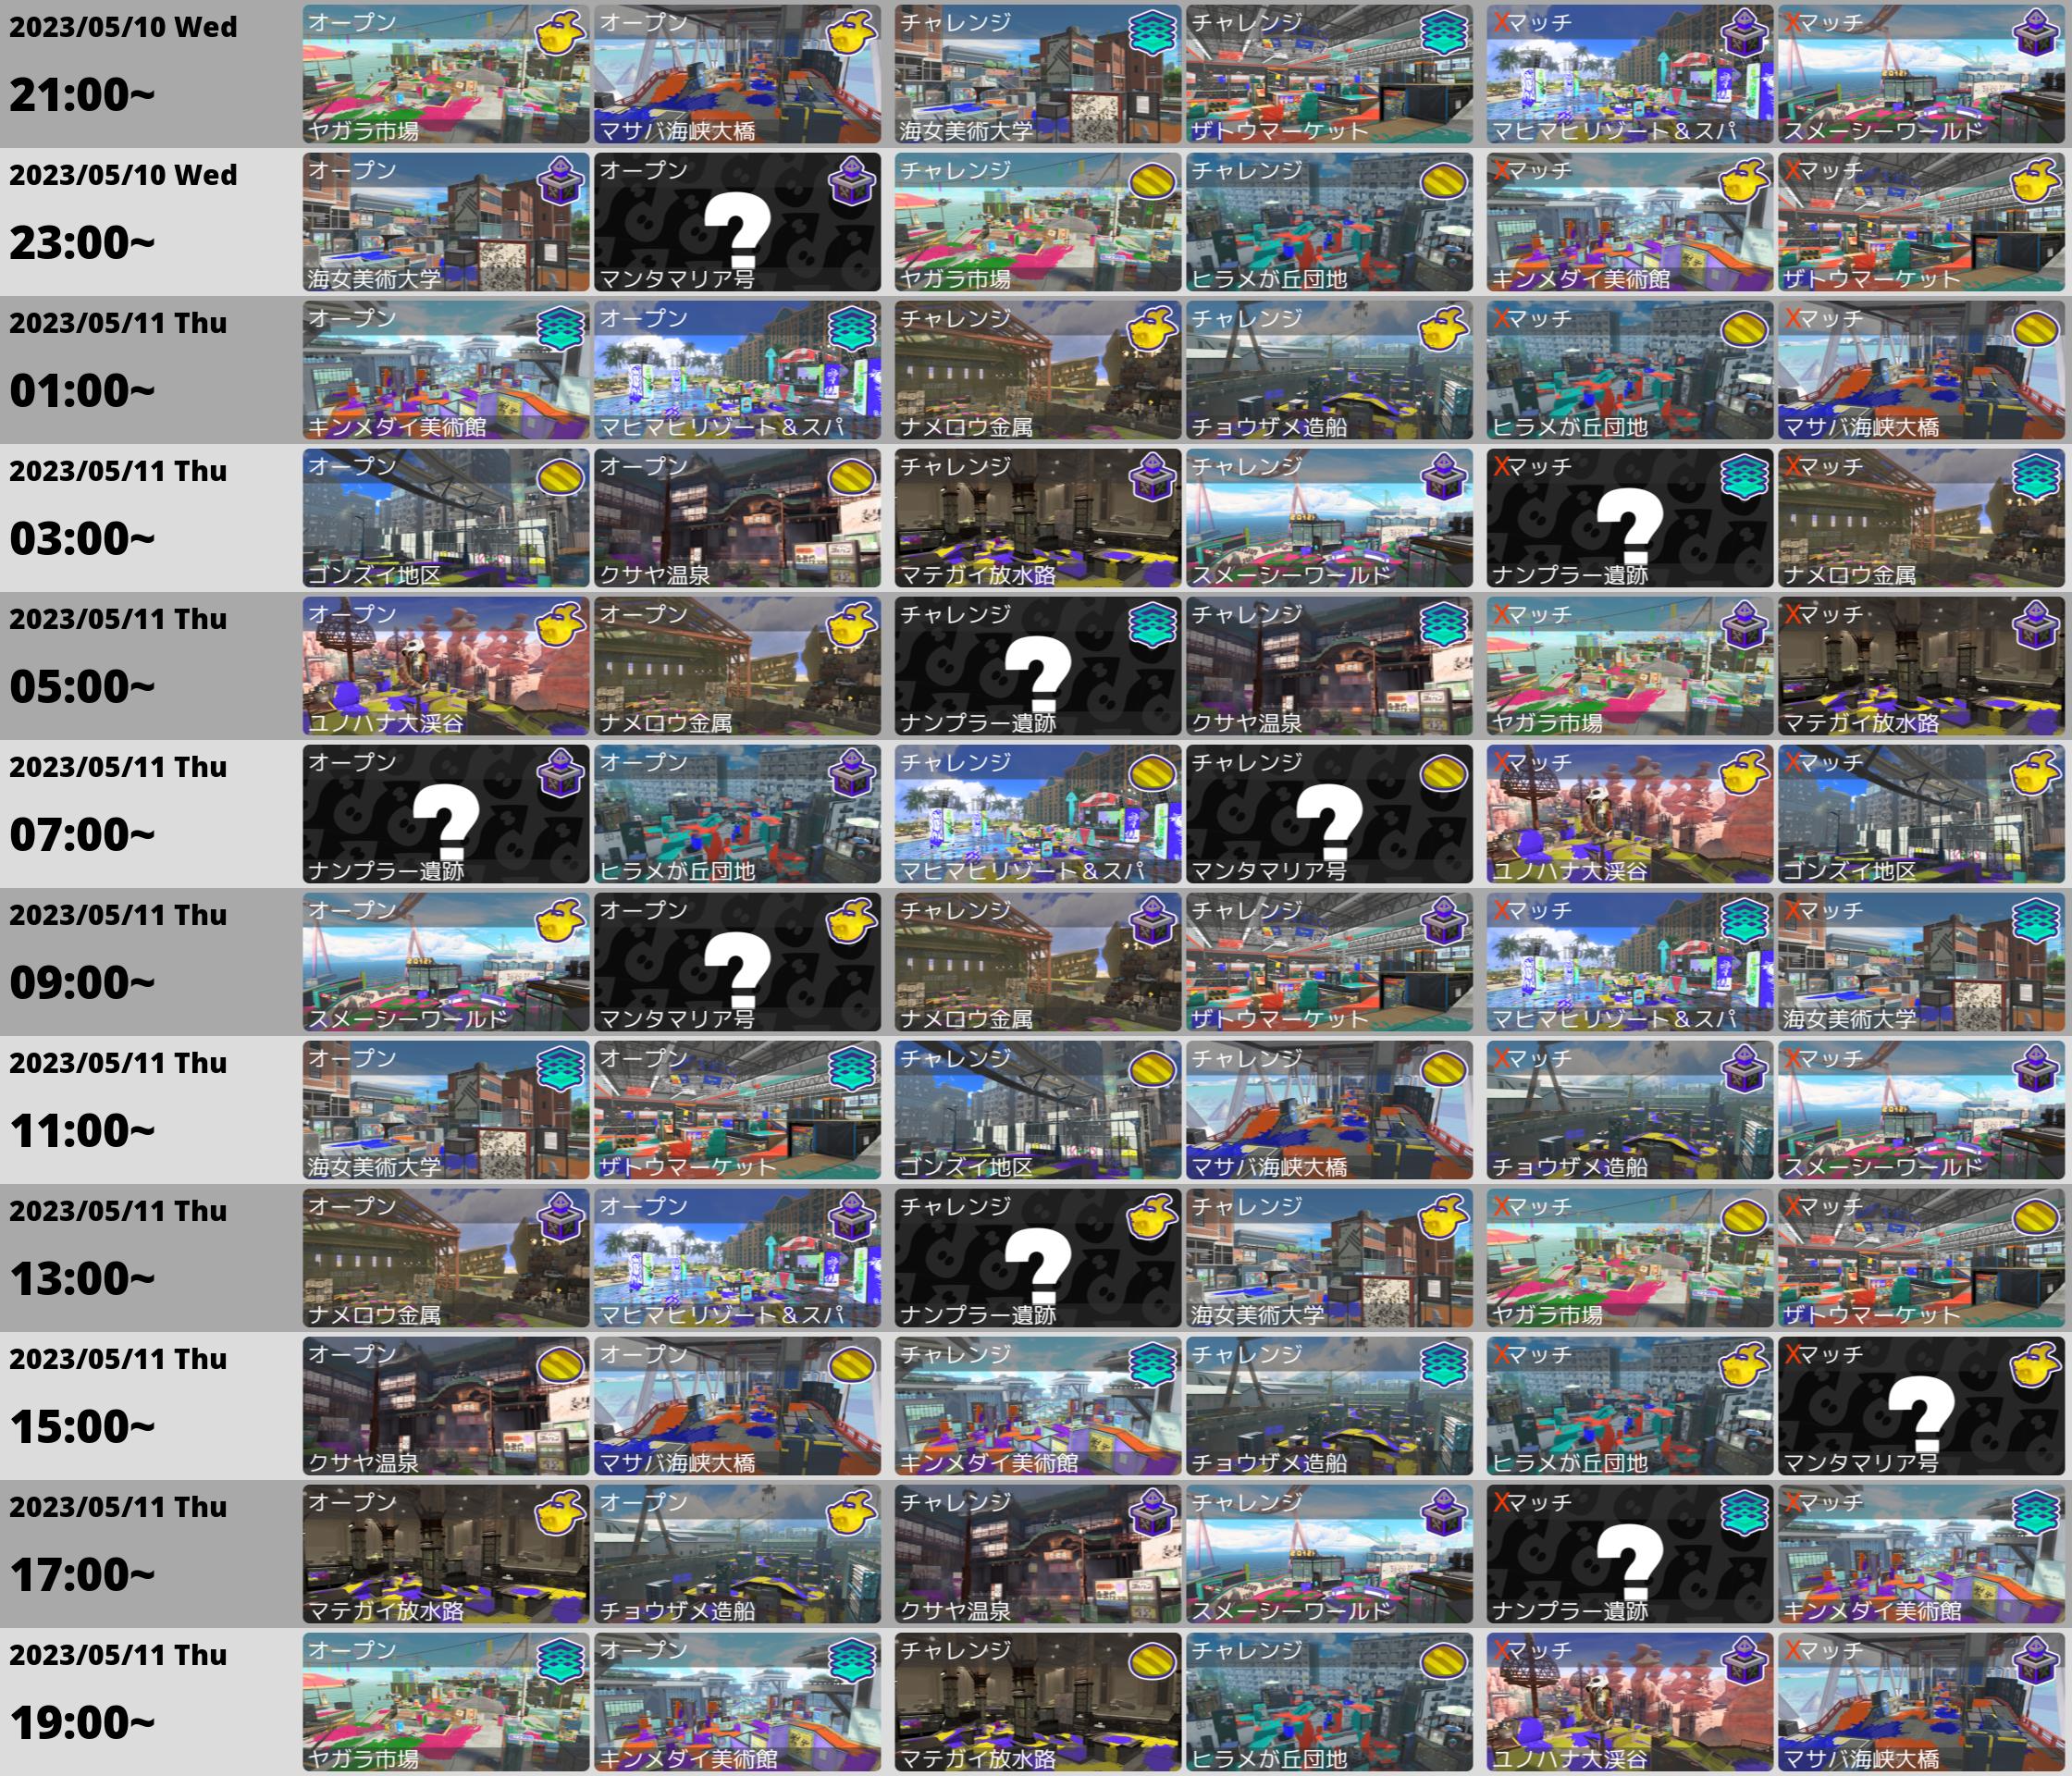 2023/05/10 Wed
21:00~
オープン
ヤガラ市場
オープン
マサバ海峡大橋
チャレンジ
海女美術大学
チャレンジ
ザトウマーケット
Xマッチ
マヒマヒリゾート＆スパ
Xマッチ
スメーシーワールド
2023/05/10 Wed
23:00~
オープン
海女美術大学
オープン
?
マンタマリア号
チャレンジ
ヤガラ市場
チャレンジ
ヒラメが丘団地
Xマッチ
キンメダイ美術館
Xマッチ
ザトウマーケット
2023/05/11 Thu
01:00~
オープン
キンメダイ美術館
オープン
マヒマヒリゾート＆スパ
チャレンジ
ナメロウ金属
チャレンジ
チョウザメ造船
Xマッチ
ヒラメが丘団地
Xマッチ
マサバ海峡大橋
2023/05/11 Thu
03:00~
オープン
ゴンズイ地区
オープン
クサヤ温泉
チャレンジ
マテガイ放水路
チャレンジ
スメーシーワールド
Xマッチ
?
ナンプラー遺跡
Xマッチ
ナメロウ金属
2023/05/11 Thu
05:00~
オープン
ユノハナ大渓谷
オープン
ナメロウ金属
チャレンジ
?
ナンプラー遺跡
チャレンジ
クサヤ温泉
Xマッチ
ヤガラ市場
Xマッチ
マテガイ放水路
2023/05/11 Thu
07:00~
オープン
?
ナンプラー遺跡
オープン
ヒラメが丘団地
チャレンジ
マヒマヒリゾート＆スパ
チャレンジ
?
マンタマリア号
Xマッチ
ユノハナ大渓谷
Xマッチ
ゴンズイ地区
2023/05/11 Thu
09:00~
オープン
スメーシーワールド
オープン
?
マンタマリア号
チャレンジ
ナメロウ金属
チャレンジ
ザトウマーケット
Xマッチ
マヒマヒリゾート＆スパ
Xマッチ
海女美術大学
2023/05/11 Thu
11:00~
オープン
海女美術大学
オープン
ザトウマーケット
チャレンジ
ゴンズイ地区
チャレンジ
マサバ海峡大橋
Xマッチ
チョウザメ造船
Xマッチ
スメーシーワールド
2023/05/11 Thu
13:00~
オープン
ナメロウ金属
オープン
マヒマヒリゾート＆スパ
チャレンジ
?
ナンプラー遺跡
チャレンジ
海女美術大学
Xマッチ
ヤガラ市場
Xマッチ
ザトウマーケット
2023/05/11 Thu
15:00~
オープン
クサヤ温泉
オープン
マサバ海峡大橋
チャレンジ
キンメダイ美術館
チャレンジ
チョウザメ造船
Xマッチ
ヒラメが丘団地
Xマッチ
?
マンタマリア号
2023/05/11 Thu
17:00~
オープン
マテガイ放水路
オープン
チョウザメ造船
チャレンジ
クサヤ温泉
チャレンジ
スメーシーワールド
Xマッチ
?
ナンプラー遺跡
Xマッチ
キンメダイ美術館
2023/05/11 Thu
19:00~
オープン
ヤガラ市場
オープン
キンメダイ美術館
チャレンジ
マテガイ放水路
チャレンジ
ヒラメが丘団地
Xマッチ
ユノハナ大渓谷
Xマッチ
マサバ海峡大橋